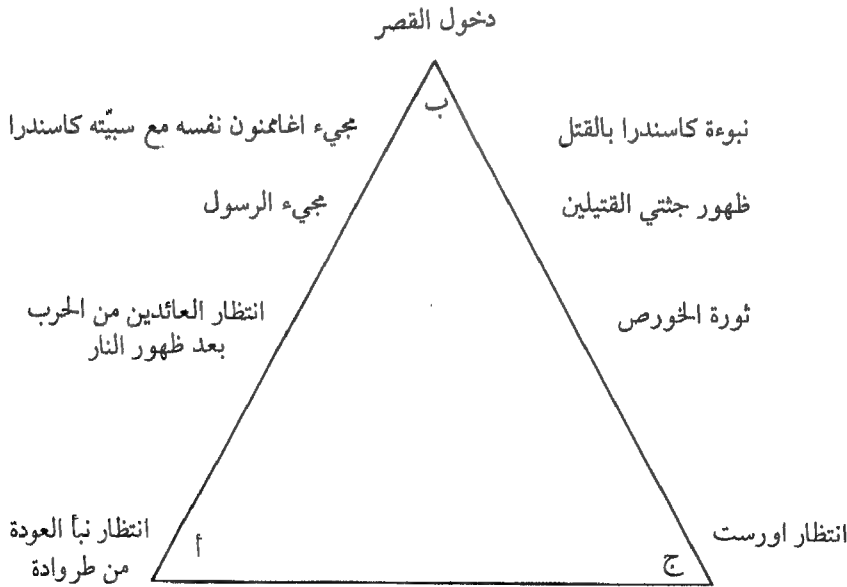 دخول القصر
ب
نبوءة كاسندرا بالقتل
مجيء اغاممنون نفسه مع سبيّته كاسندرا
ظهور جثتي القتيلين
مجيء الرسول
ثورة الخورص
انتظار العائدين من الحرب
بعد ظهور النار
انتظار اورست
ج
أ
انتظار نبأ العودة
من طروادة